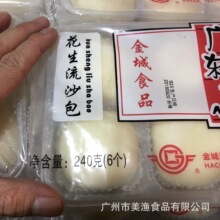 花生流沙包
hua sheng liu sha bao
金城食品
广东
净含量: 240克(6个)
金城
HACC
广州市美渔食品有限公司